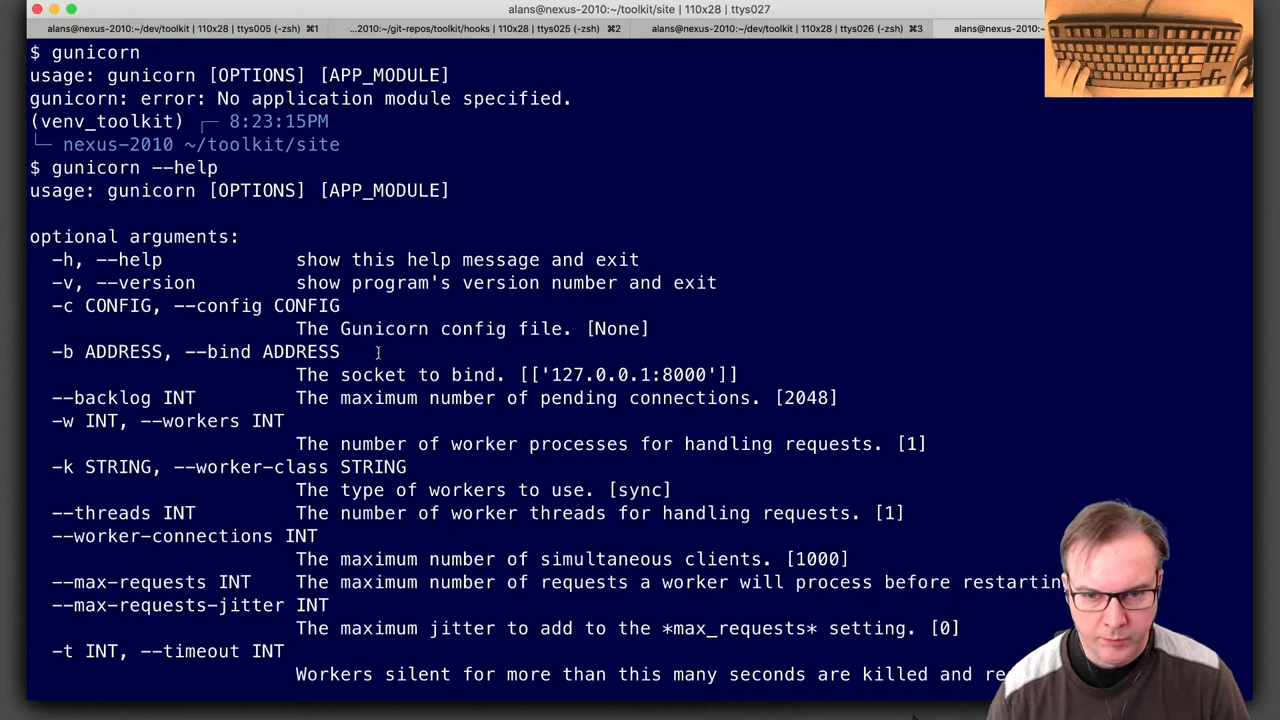 alans@nexus-2010:~/toolkit/site | 110x28 | ttys027
alans@nexus-2010:~/dev/toolkit | 110x28 | ttys005 (-zsh) ⌘1
...2010:~/git-repos/toolkit/hooks | 110x28 | ttys025 (-zsh) ⌘2
alans@nexus-2010:~/dev/toolkit | 110x28 | ttys026 (-zsh) ⌘3
alans@nexus-2010:~
$ gunicorn
usage: gunicorn [OPTIONS] [APP_MODULE]
gunicorn: error: No application module specified.
(venv_toolkit) ┌─ 8:23:15PM
└─ nexus-2010 ~/toolkit/site
$ gunicorn --help
usage: gunicorn [OPTIONS] [APP_MODULE]
optional arguments:
-h, --help show this help message and exit
-v, --version show program's version number and exit
-c CONFIG, --config CONFIG
The Gunicorn config file. [None]
-b ADDRESS, --bind ADDRESS
The socket to bind. [['127.0.0.1:8000']]
--backlog INT The maximum number of pending connections. [2048]
-w INT, --workers INT
The number of worker processes for handling requests. [1]
-k STRING, --worker-class STRING
The type of workers to use. [sync]
--threads INT The number of worker threads for handling requests. [1]
--worker-connections INT
The maximum number of simultaneous clients. [1000]
--max-requests INT The maximum number of requests a worker will process before restartin
--max-requests-jitter INT
The maximum jitter to add to the *max_requests* setting. [0]
-t INT, --timeout INT
Workers silent for more than this many seconds are killed and re